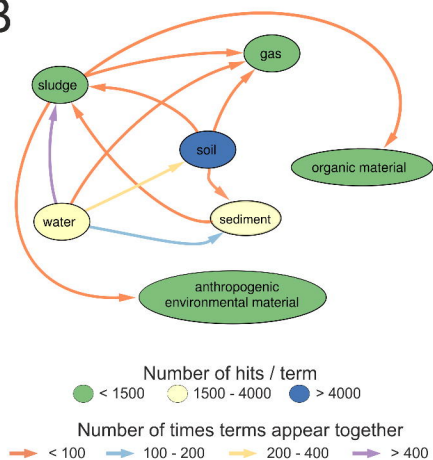 B
gas
sludge
soil
organic material
water
sediment
anthropogenic
environmental material
Number of hits / term
< 1500 1500 - 4000 > 4000
Number of times terms appear together
< 100 100 - 200 200 - 400 > 400